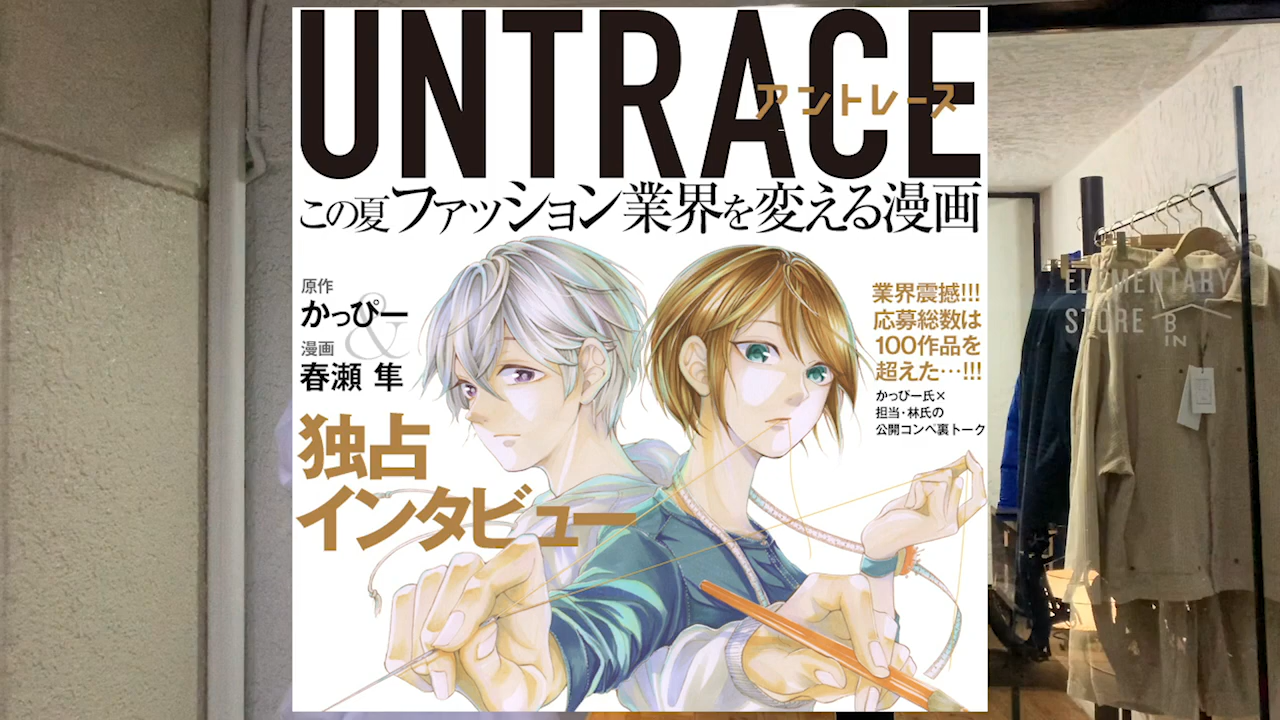 UNTRACE
アントレース
この夏ファッション業界を変える漫画
原作
かっぴー
&
漫画
春瀬 隼
独占
インタビュー
業界震撼!!!
応募総数は
100作品を
超えた…!!!
かっぴー氏×
担当・林氏の
公開コンペ裏トーク
ELEMENTARY
STORE B
IN